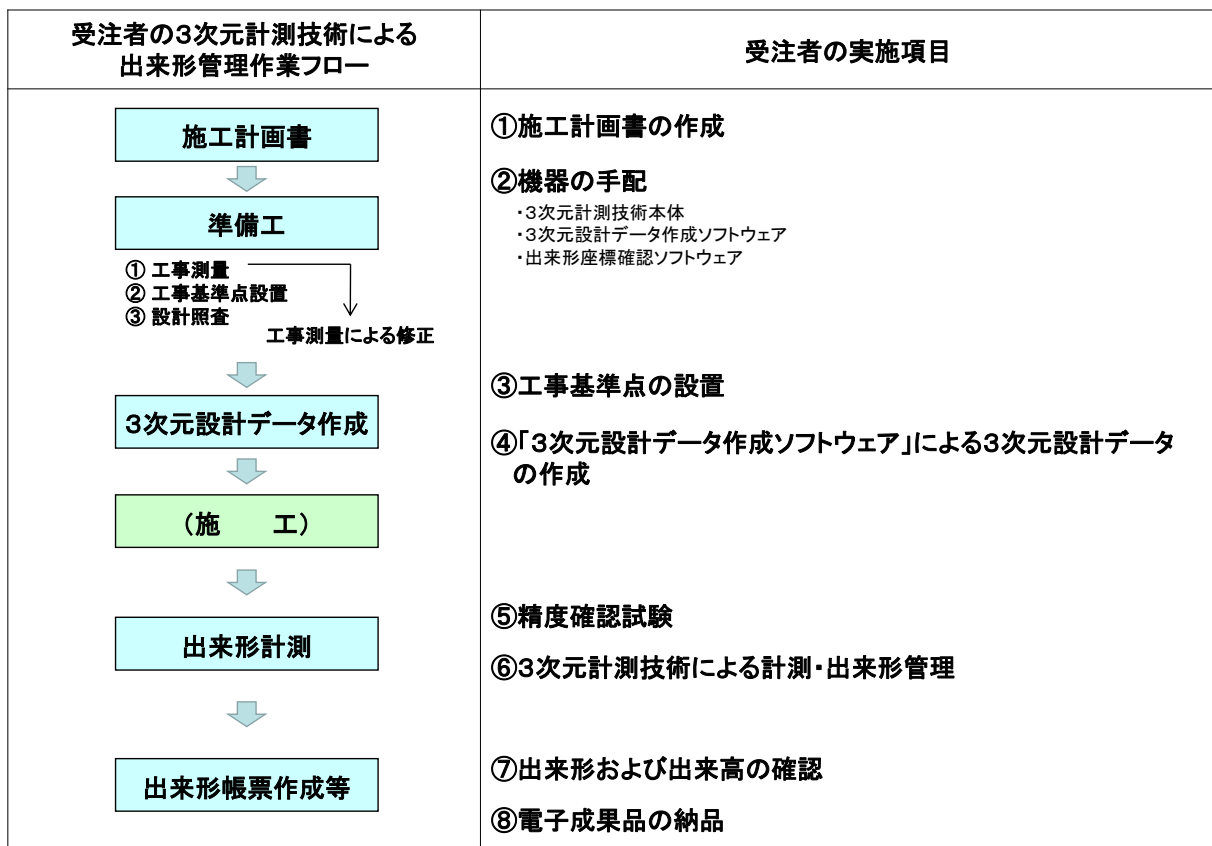 受注者の3次元計測技術による
出来形管理作業フロー
受注者の実施項目
施工計画書
準備工
① 工事測量
② 工事基準点設置
③ 設計照査
工事測量による修正
3次元設計データ作成
（施　　工）
出来形計測
出来形帳票作成等
①施工計画書の作成
②機器の手配
・3次元計測技術本体
・3次元設計データ作成ソフトウェア
・出来形座標確認ソフトウェア
③工事基準点の設置
④「3次元設計データ作成ソフトウェア」による3次元設計データ
の作成
⑤精度確認試験
⑥3次元計測技術による計測・出来形管理
⑦出来形および出来高の確認
⑧電子成果品の納品